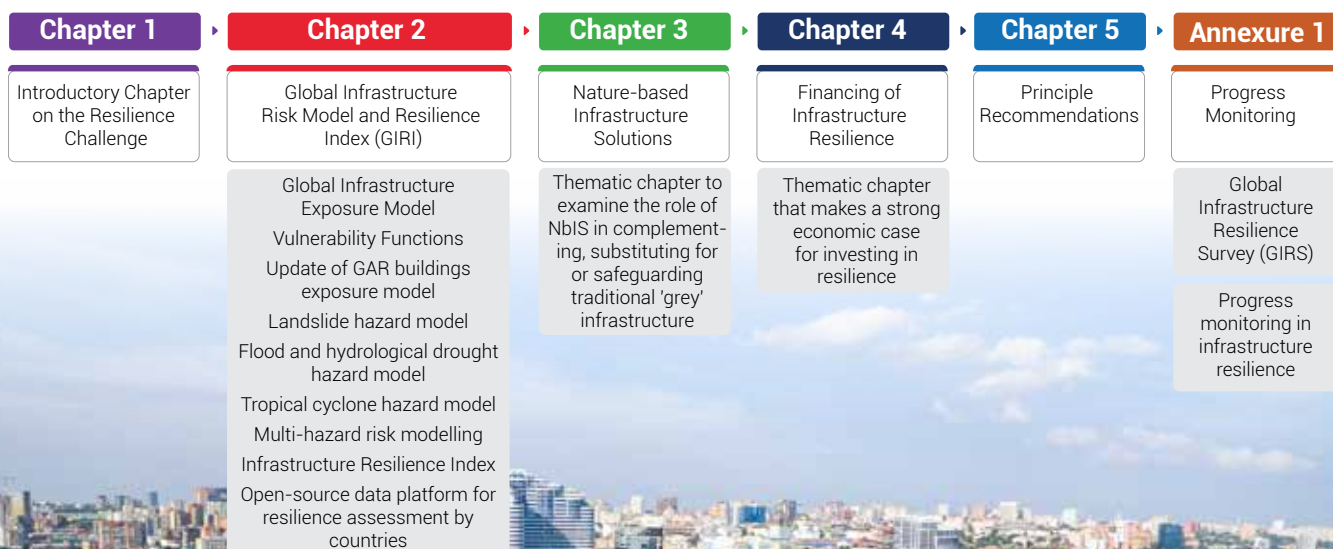 Chapter 1
Chapter 2
Chapter 3
Chapter 4
Chapter 5
Annexure 1
Introductory Chapter
on the Resilience
Challenge
Global Infrastructure
Risk Model and Resilience
Index (GIRI)
Nature-based
Infrastructure
Solutions
Financing of
Infrastructure
Resilience
Principle
Recommendations
Progress
Monitoring
Global Infrastructure
Exposure Model
Vulnerability Functions
Update of GAR buildings
exposure model
Landslide hazard model
Flood and hydrological drought
hazard model
Tropical cyclone hazard model
Multi-hazard risk modelling
Infrastructure Resilience Index
Open-source data platform for
resilience assessment by
countries
Thematic chapter to
examine the role of
NbIS in complement-
ing, substituting for
or safeguarding
traditional 'grey'
infrastructure
Thematic chapter
that makes a strong
economic case
for investing in
resilience
Global
Infrastructure
Resilience
Survey (GIRS)
Progress
monitoring in
infrastructure
resilience